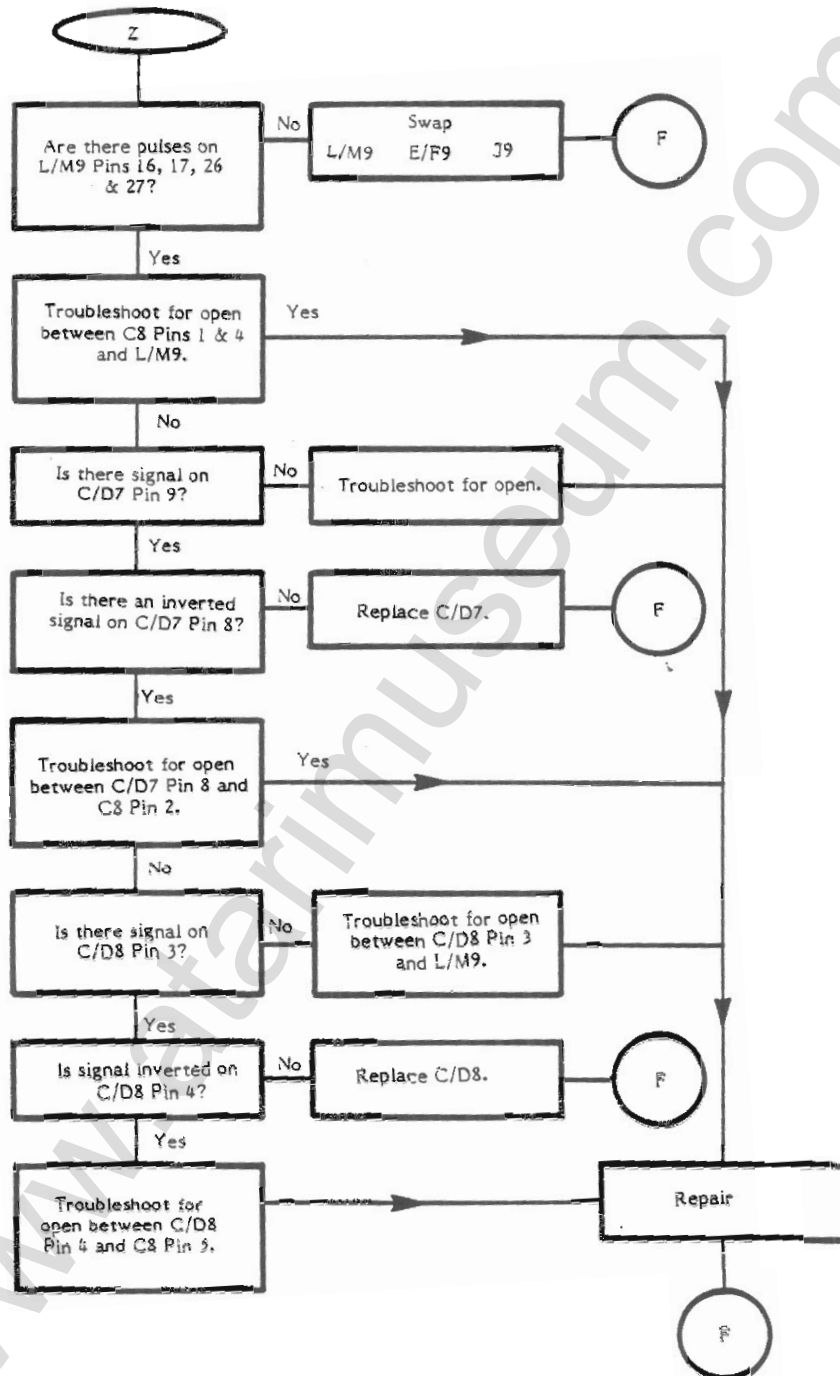 Z
Are there pulses on
L/M9 Pins 16, 17, 26
& 27?
No
Swap
L/M9 E/F9 J9
F
Yes
Troubleshoot for open
between C8 Pins 1 & 4
and L/M9.
Yes
No
Is there signal on
C/D7 Pin 9?
No
Troubleshoot for open.
Yes
Is there an inverted
signal on C/D7 Pin 8?
No
Replace C/D7.
F
Yes
Troubleshoot for open
between C/D7 Pin 8 and
C8 Pin 2.
Yes
No
Is there signal on
C/D8 Pin 3?
No
Troubleshoot for open
between C/D8 Pin 3
and L/M9.
Yes
Is signal inverted on
C/D8 Pin 4?
No
Replace C/D8.
F
Yes
Troubleshoot for
open between C/D8
Pin 4 and C8 Pin 5.
Repair
F
www.atarimuseum.com